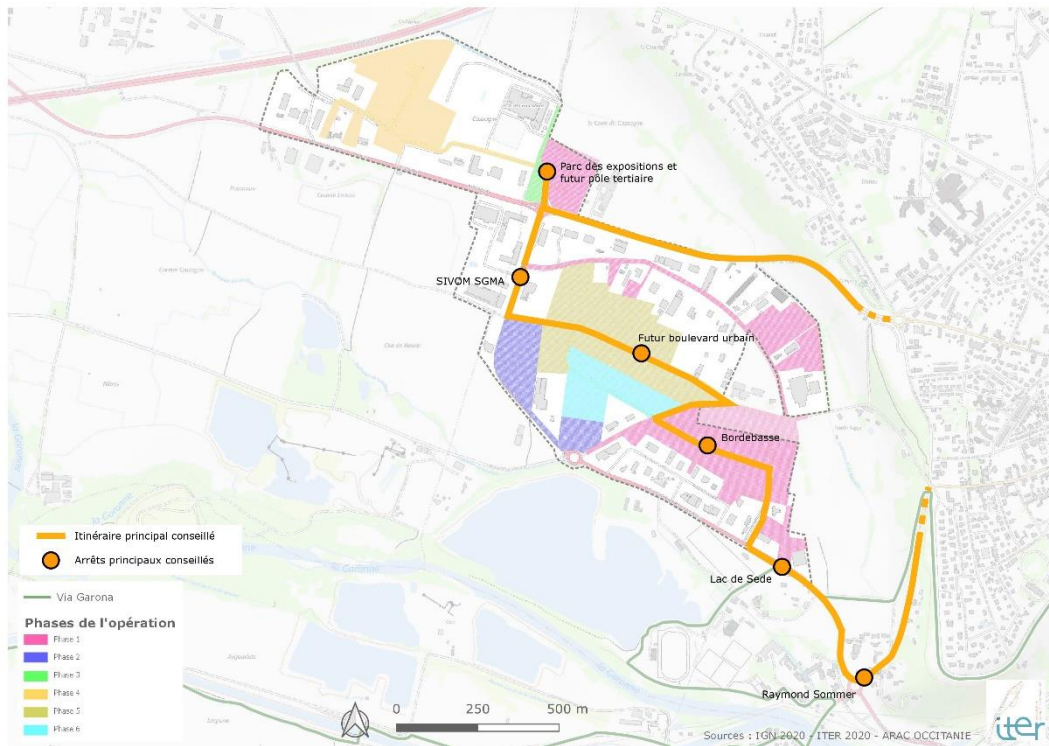 Parc des expositions et
futur pôle tertiaire
SIVOM SGMA
Futur boulevard urbain
Bordebasse
Lac de Sede
Raymond Sommer
la Garonne
Itinéraire principal conseillé
Arrêts principaux conseillés
Via Garona
Phases de l'opération
Phase 1
Phase 2
Phase 3
Phase 4
Phase 5
Phase 6
0 250 500 m
Sources : IGN 2020 - ITER 2020 - ARAC OCCITANIE
iter